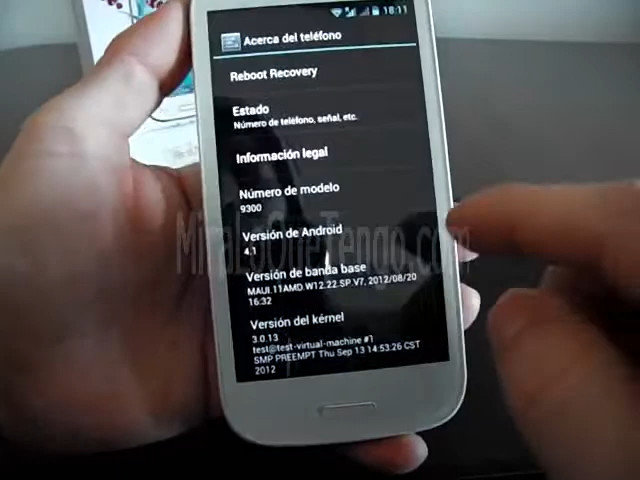 18:11
Acerca del teléfono
Reboot Recovery
Estado
Número de teléfono, señal, etc.
Información legal
Número de modelo
9300
Versión de Android
4.1
MiraloQueTengo.com
Versión de banda base
MAUI.11AMD.W12.22.SP.V7, 2012/08/20
16:32
Versión del kérnel
3.0.13
test@test-virtual-machine #1
SMP PREEMPT Thu Sep 13 14:53:26 CST
2012